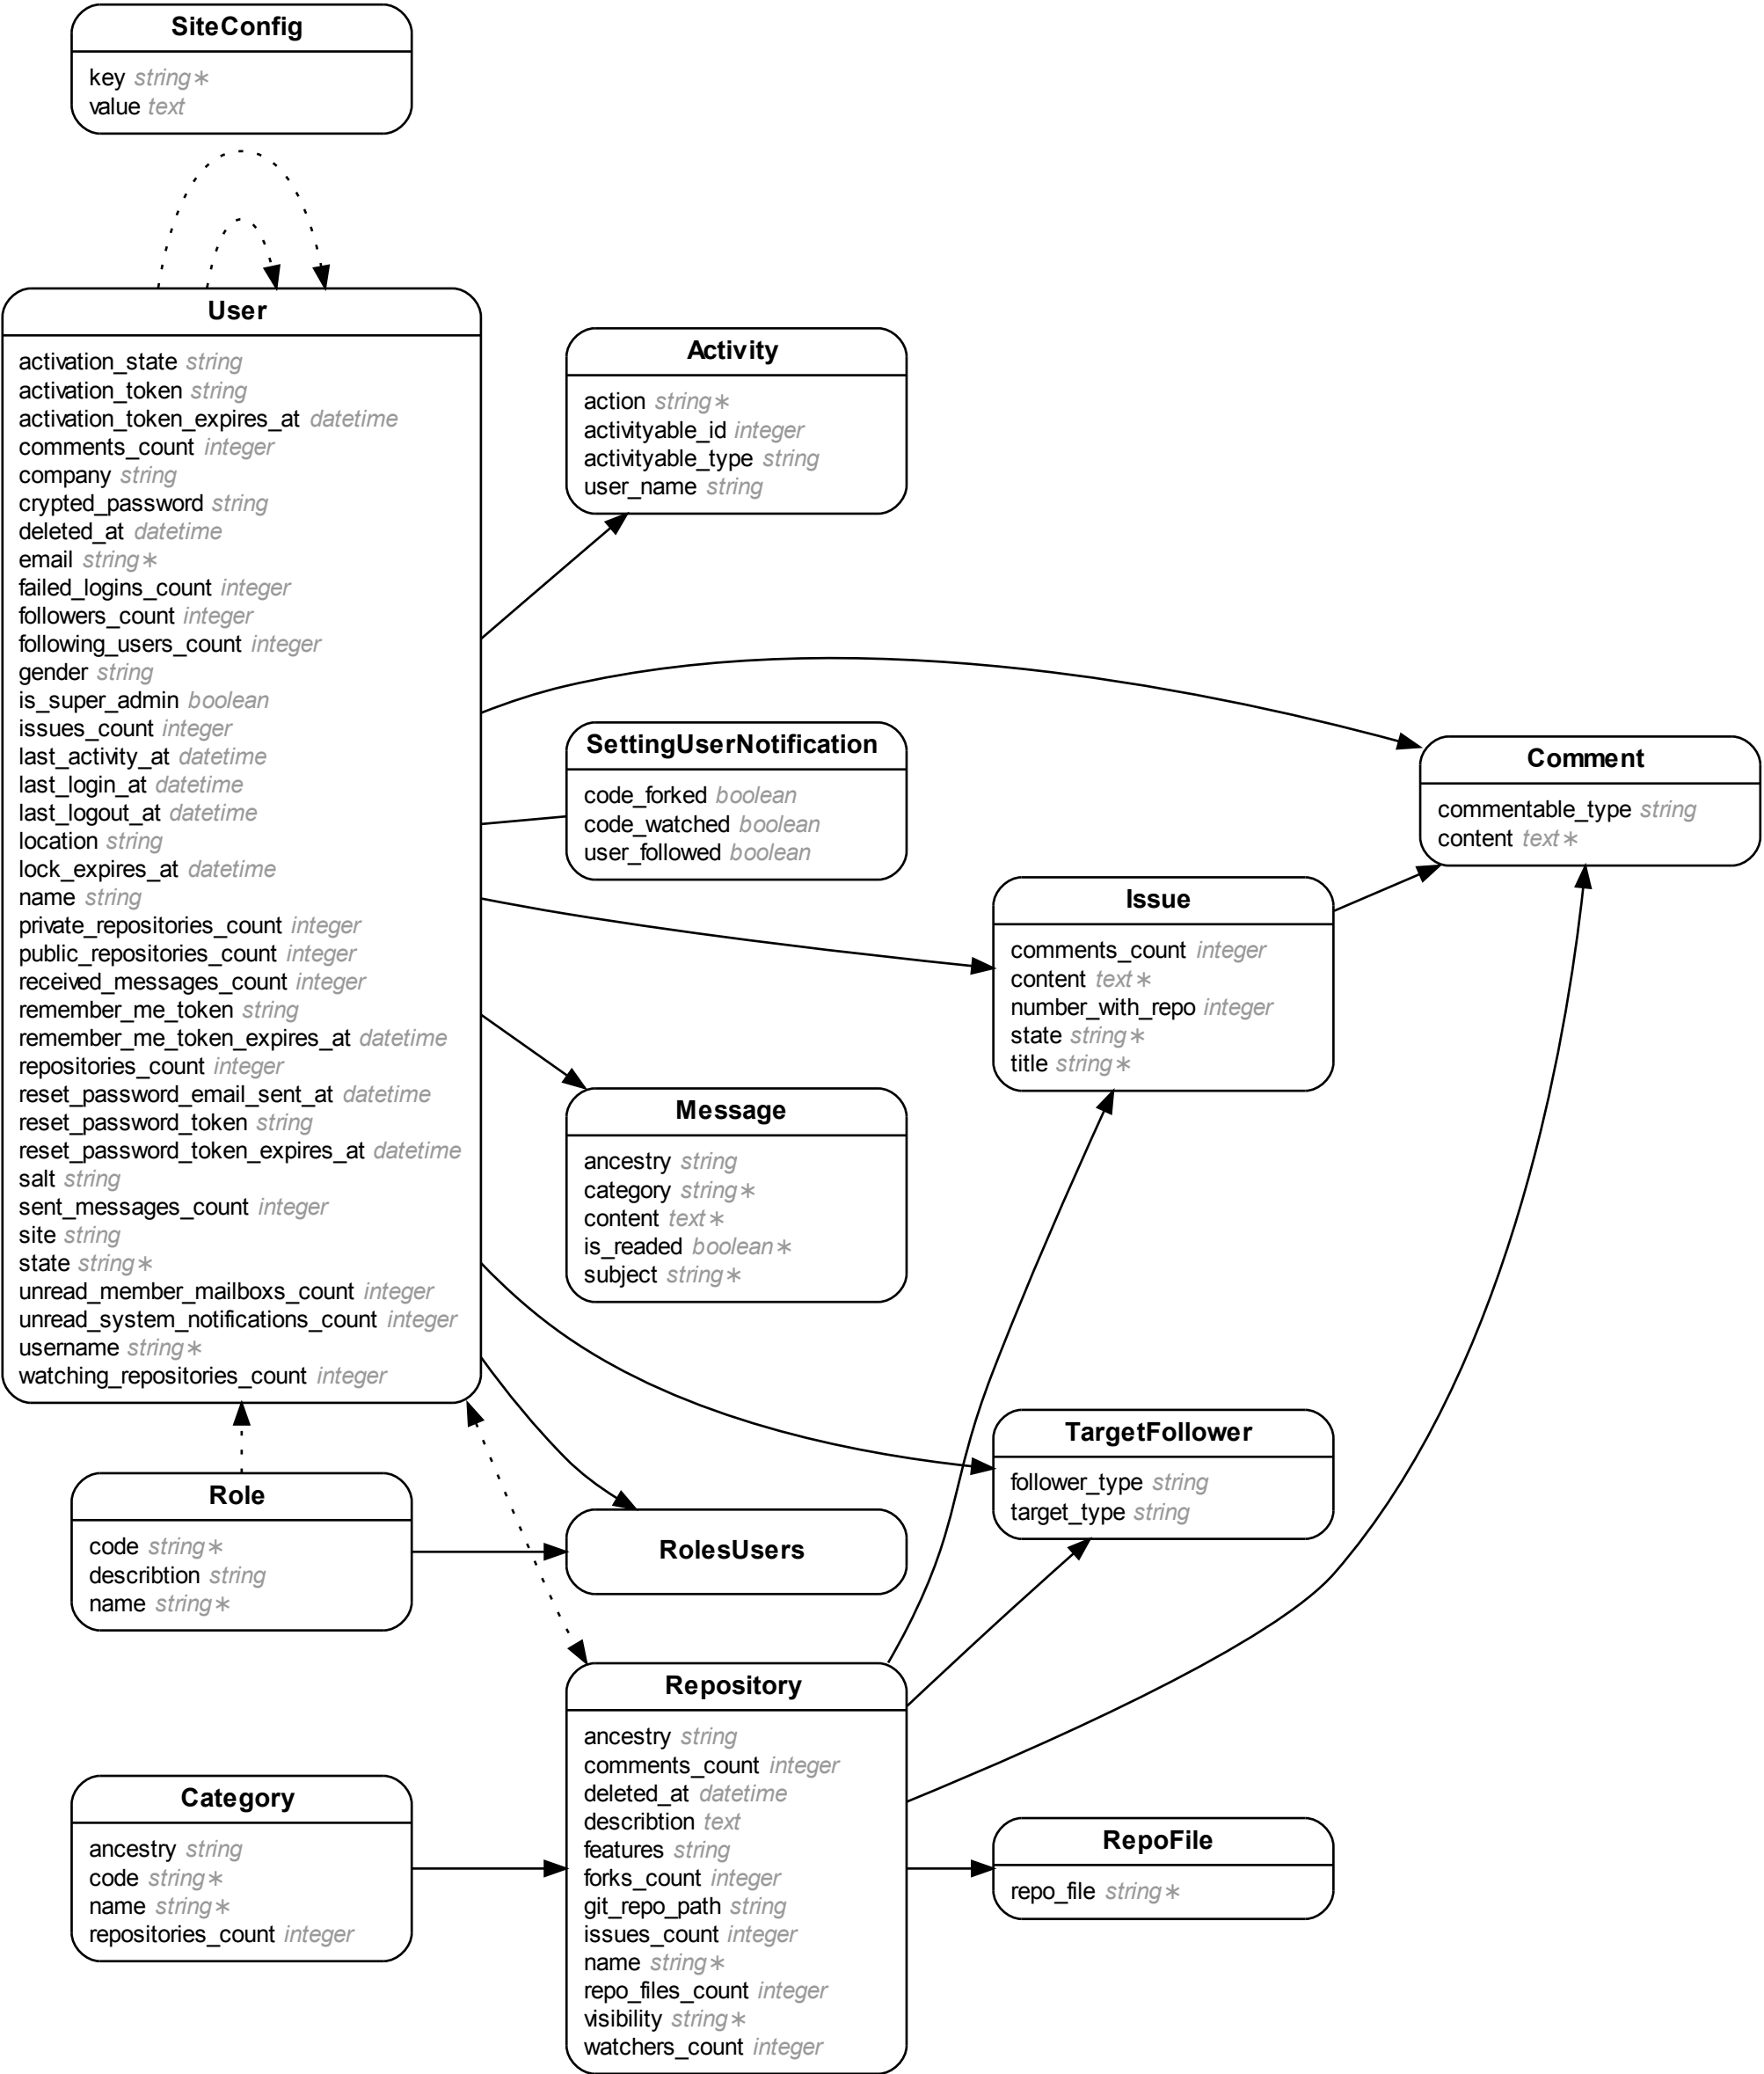 SiteConfig
key string*
value text
User
activation_state string
activation_token string
activation_token_expires_at datetime
comments_count integer
company string
crypted_password string
deleted_at datetime
email string*
failed_logins_count integer
followers_count integer
following_users_count integer
gender string
is_super_admin boolean
issues_count integer
last_activity_at datetime
last_login_at datetime
last_logout_at datetime
location string
lock_expires_at datetime
name string
private_repositories_count integer
public_repositories_count integer
received_messages_count integer
remember_me_token string
remember_me_token_expires_at datetime
repositories_count integer
reset_password_email_sent_at datetime
reset_password_token string
reset_password_token_expires_at datetime
salt string
sent_messages_count integer
site string
state string*
unread_member_mailboxs_count integer
unread_system_notifications_count integer
username string*
watching_repositories_count integer
Activity
action string*
activityable_id integer
activityable_type string
user_name string
SettingUserNotification
code_forked boolean
code_watched boolean
user_followed boolean
Comment
commentable_type string
content text*
Issue
comments_count integer
content text*
number_with_repo integer
state string*
title string*
Message
ancestry string
category string*
content text*
is_readed boolean*
subject string*
TargetFollower
follower_type string
target_type string
Role
code string*
describtion string
name string*
RolesUsers
Repository
ancestry string
comments_count integer
deleted_at datetime
describtion text
features string
forks_count integer
git_repo_path string
issues_count integer
name string*
repo_files_count integer
visibility string*
watchers_count integer
Category
ancestry string
code string*
name string*
repositories_count integer
RepoFile
repo_file string*